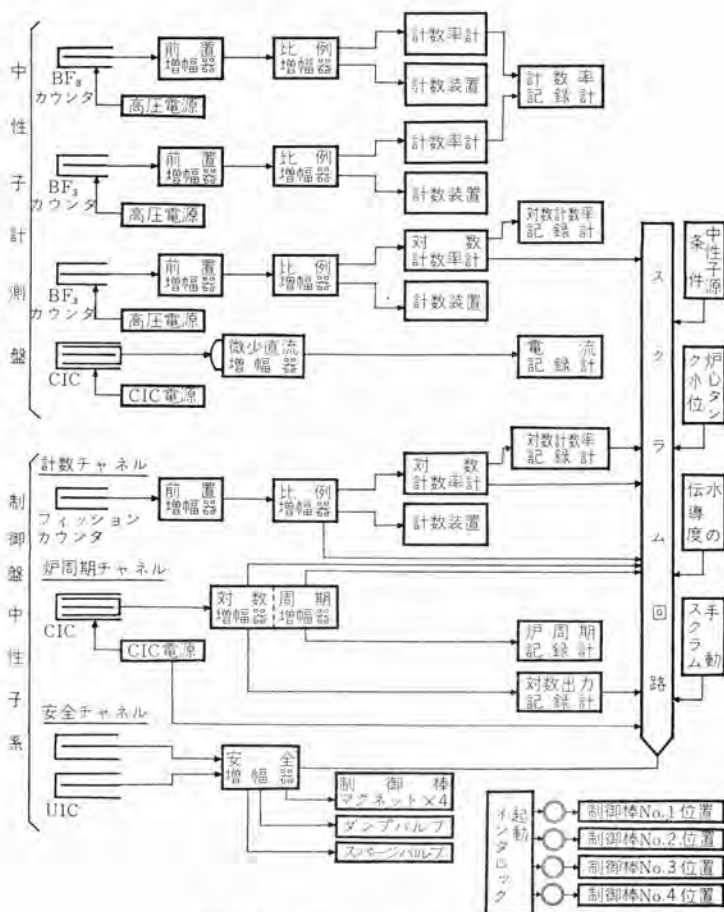 中性子計測盤
BF₃
カウンタ
高圧電源
前置
増幅器
比例
増幅器
計数率計
計数装置
計数率
記録計
BF₃
カウンタ
高圧電源
前置
増幅器
比例
増幅器
計数率計
計数装置
BF₃
カウンタ
高圧電源
前置
増幅器
比例
増幅器
対数
計数率計
計数装置
対数計数率
記録計
CIC
CIC電源
微少直流
増幅器
電流
記録計
制御盤中性子系
計数チャネル
フィッション
カウンタ
前置
増幅器
比例
増幅器
対数
計数率計
計数装置
対数計数率
記録計
炉周期チャネル
CIC
CIC電源
対数
増幅器
周期
増幅器
炉周期
記録計
対数出力
記録計
安全チャネル
UIC
安全
増幅器
制御棒
マグネット×4
ダンプバルブ
スパージバルブ
スクラム回路
中性子源
条件
炉心タン
ク水位
水の
伝導度
手動
スクラム
起動
インタロック
制御棒No.1位置
制御棒No.2位置
制御棒No.3位置
制御棒No.4位置